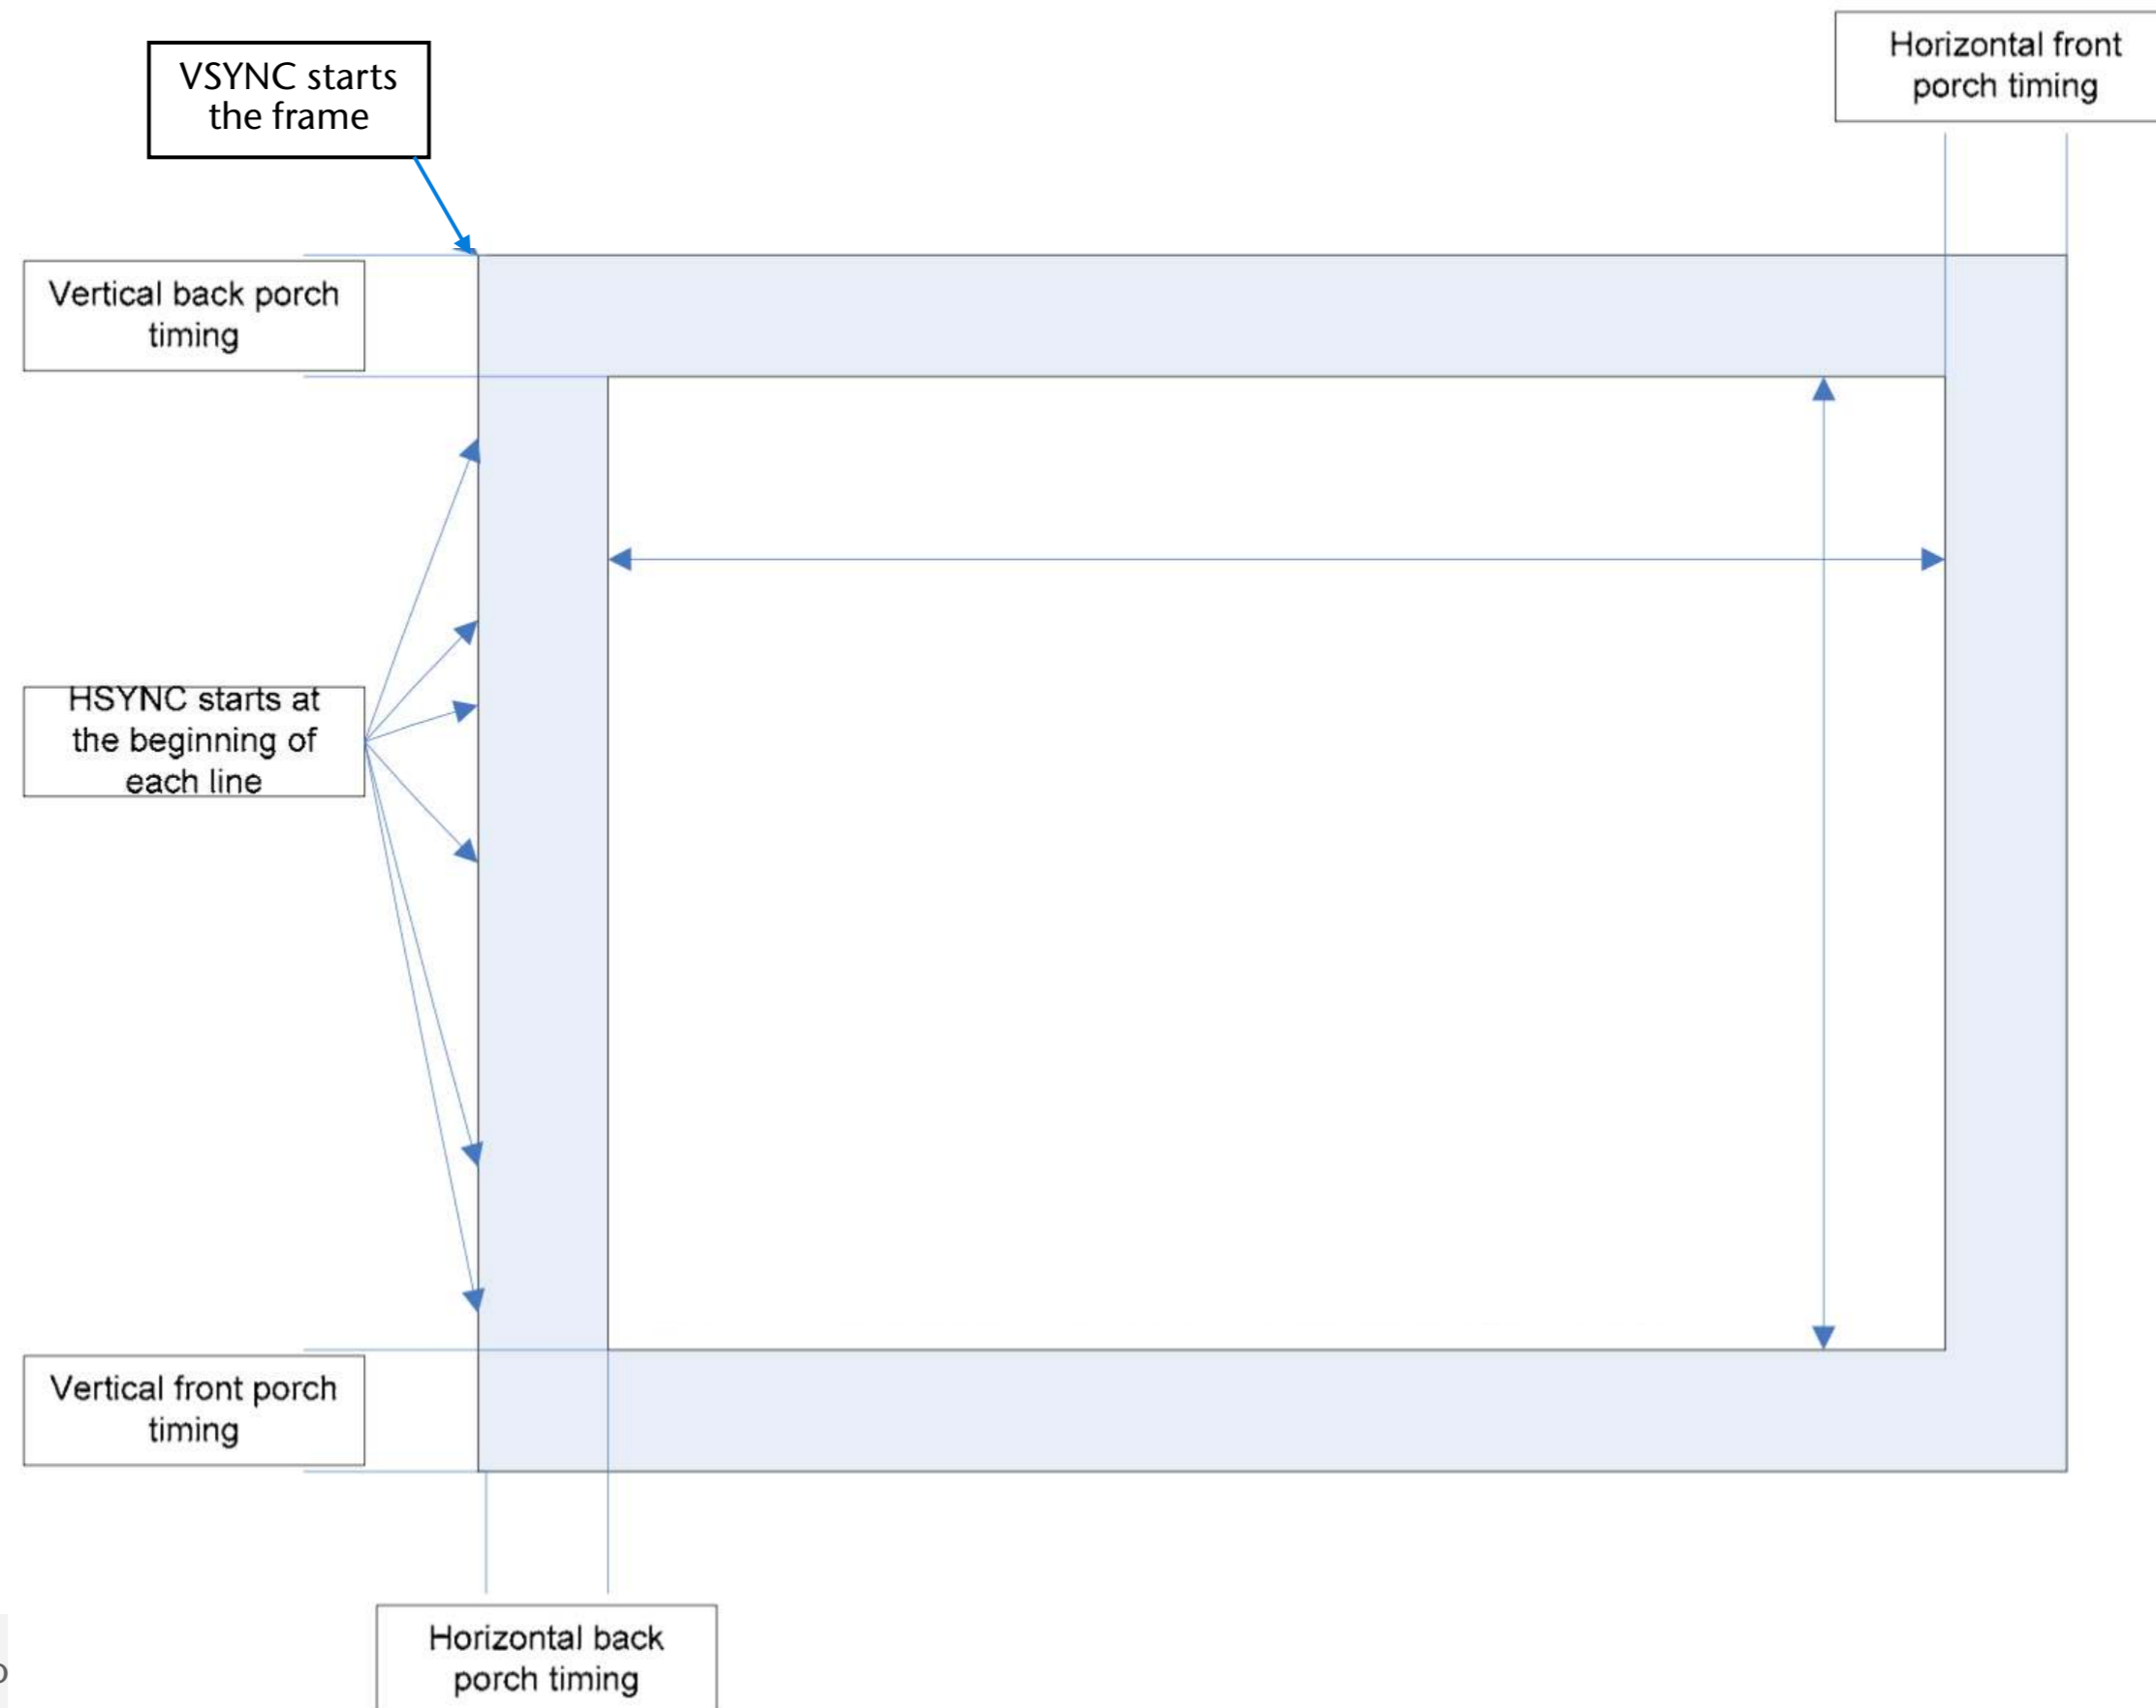 Horizontal front
porch timing
VSYNC starts
the frame
Vertical back porch
timing
HSYNC starts at
the beginning of
each line
Vertical front porch
timing
Horizontal back
porch timing